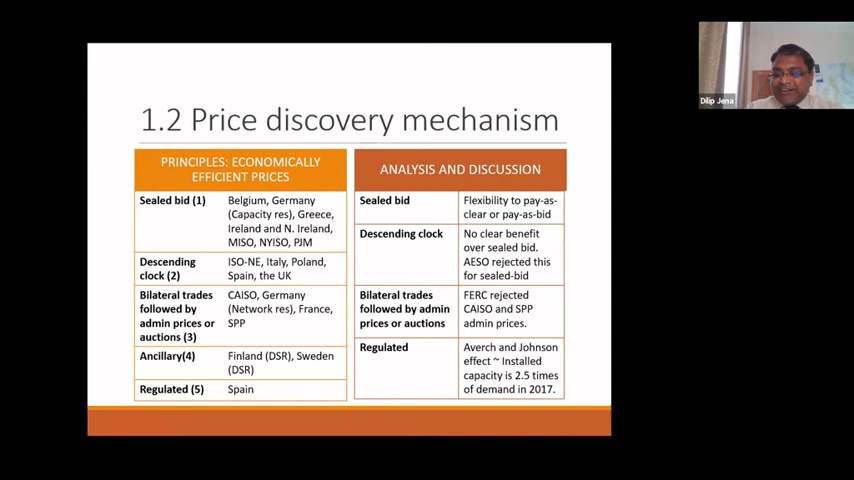 1.2 Price discovery mechanism
PRINCIPLES: ECONOMICALLY
EFFICIENT PRICES
Sealed bid (1)
Belgium, Germany
(Capacity res), Greece,
Ireland and N. Ireland,
MISO, NYISO, PJM
Descending
clock (2)
ISO-NE, Italy, Poland,
Spain, the UK
Bilateral trades
followed by
admin prices or
auctions (3)
CAISO, Germany
(Network res), France,
SPP
Ancillary(4)
Finland (DSR), Sweden
(DSR)
Regulated (5)
Spain
ANALYSIS AND DISCUSSION
Sealed bid
Flexibility to pay-as-
clear or pay-as-bid
Descending clock
No clear benefit
over sealed bid.
AESO rejected this
for sealed-bid
Bilateral trades
followed by admin
prices or auctions
FERC rejected
CAISO and SPP
admin prices.
Regulated
Averch and Johnson
effect ~ Installed
capacity is 2.5 times
of demand in 2017.
Dilip Jena